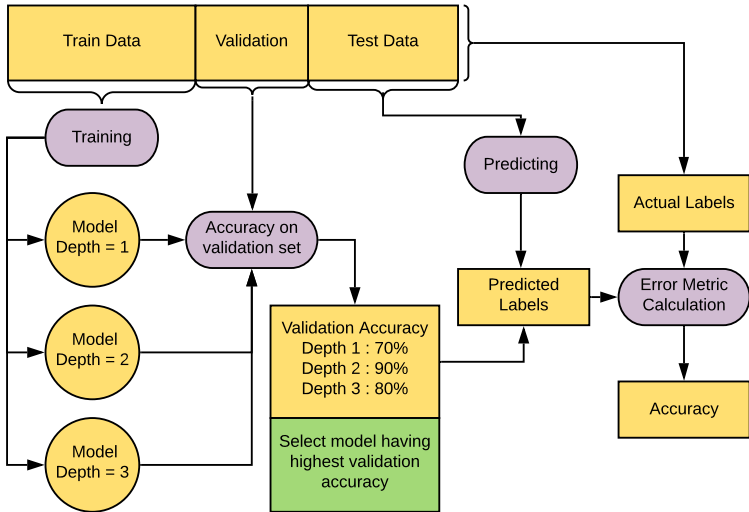 Train Data
Validation
Test Data
Training
Predicting
Model
Depth = 1
Accuracy on
validation set
Actual Labels
Predicted
Labels
Error Metric
Calculation
Model
Depth = 2
Validation Accuracy
Depth 1 : 70%
Depth 2 : 90%
Depth 3 : 80%
Accuracy
Model
Depth = 3
Select model having
highest validation
accuracy